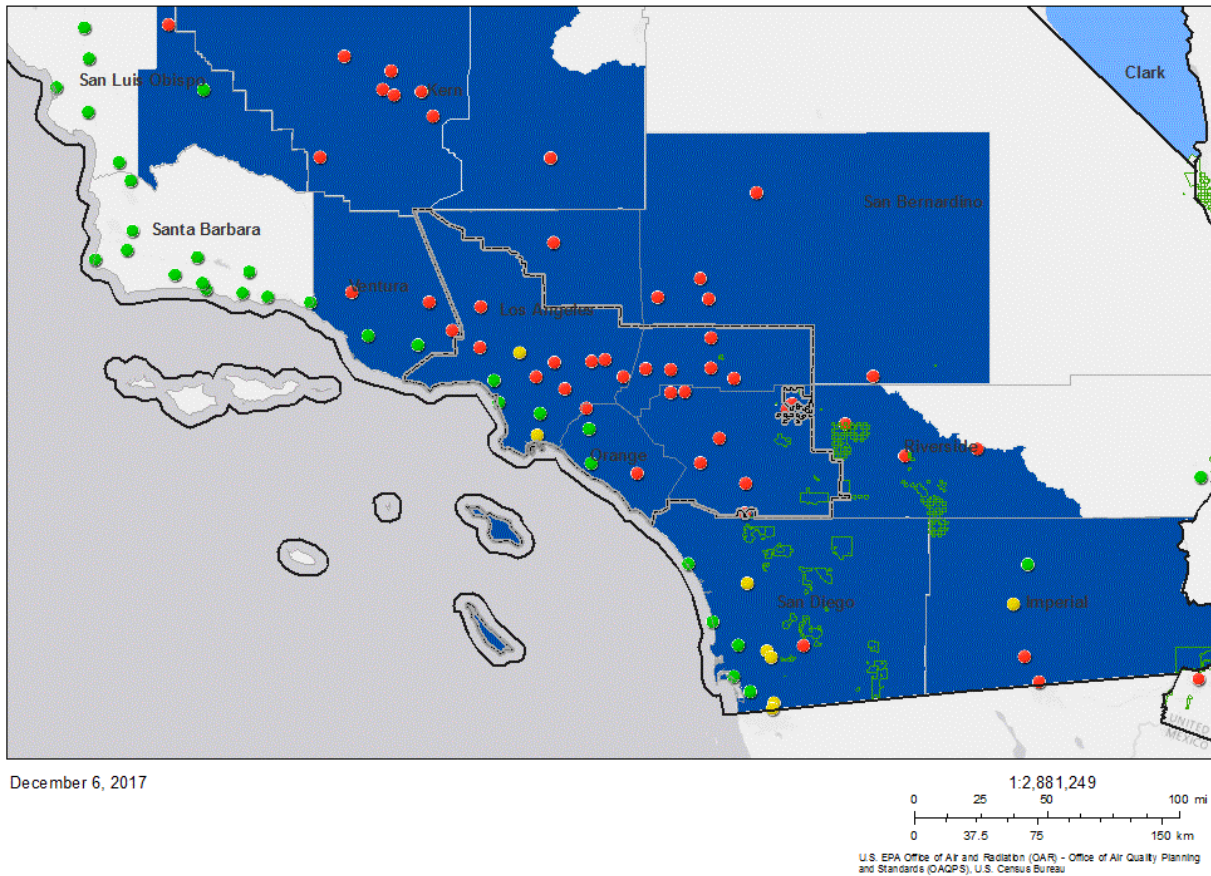 Clark
San Luis Obispo
Kern
San Bernardino
Santa Barbara
Ventura
Los Angeles
Orange
Riverside
San Diego
Imperial
UNITED
MEXICO
December 6, 2017
1:2,881,249
0 25 50 100 mi
0 37.5 75 150 km
U.S. EPA Office of Air and Radiation (OAR) - Office of Air Quality Planning
and Standards (OAQPS), U.S. Census Bureau